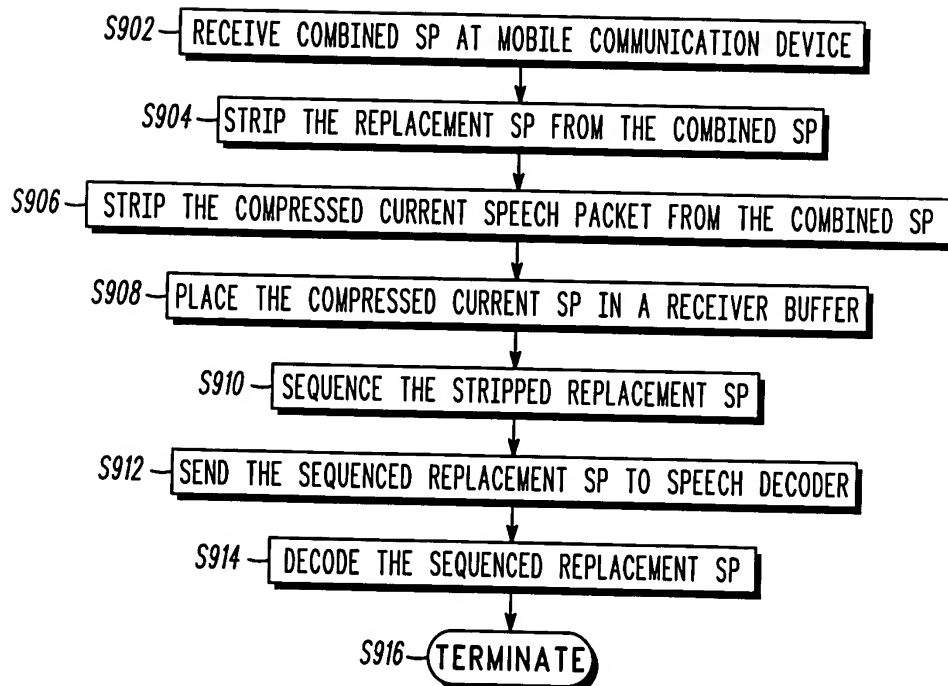 S902 RECEIVE COMBINED SP AT MOBILE COMMUNICATION DEVICE
S904 STRIP THE REPLACEMENT SP FROM THE COMBINED SP
S906 STRIP THE COMPRESSED CURRENT SPEECH PACKET FROM THE COMBINED SP
S908 PLACE THE COMPRESSED CURRENT SP IN A RECEIVER BUFFER
S910 SEQUENCE THE STRIPPED REPLACEMENT SP
S912 SEND THE SEQUENCED REPLACEMENT SP TO SPEECH DECODER
S914 DECODE THE SEQUENCED REPLACEMENT SP
S916 TERMINATE